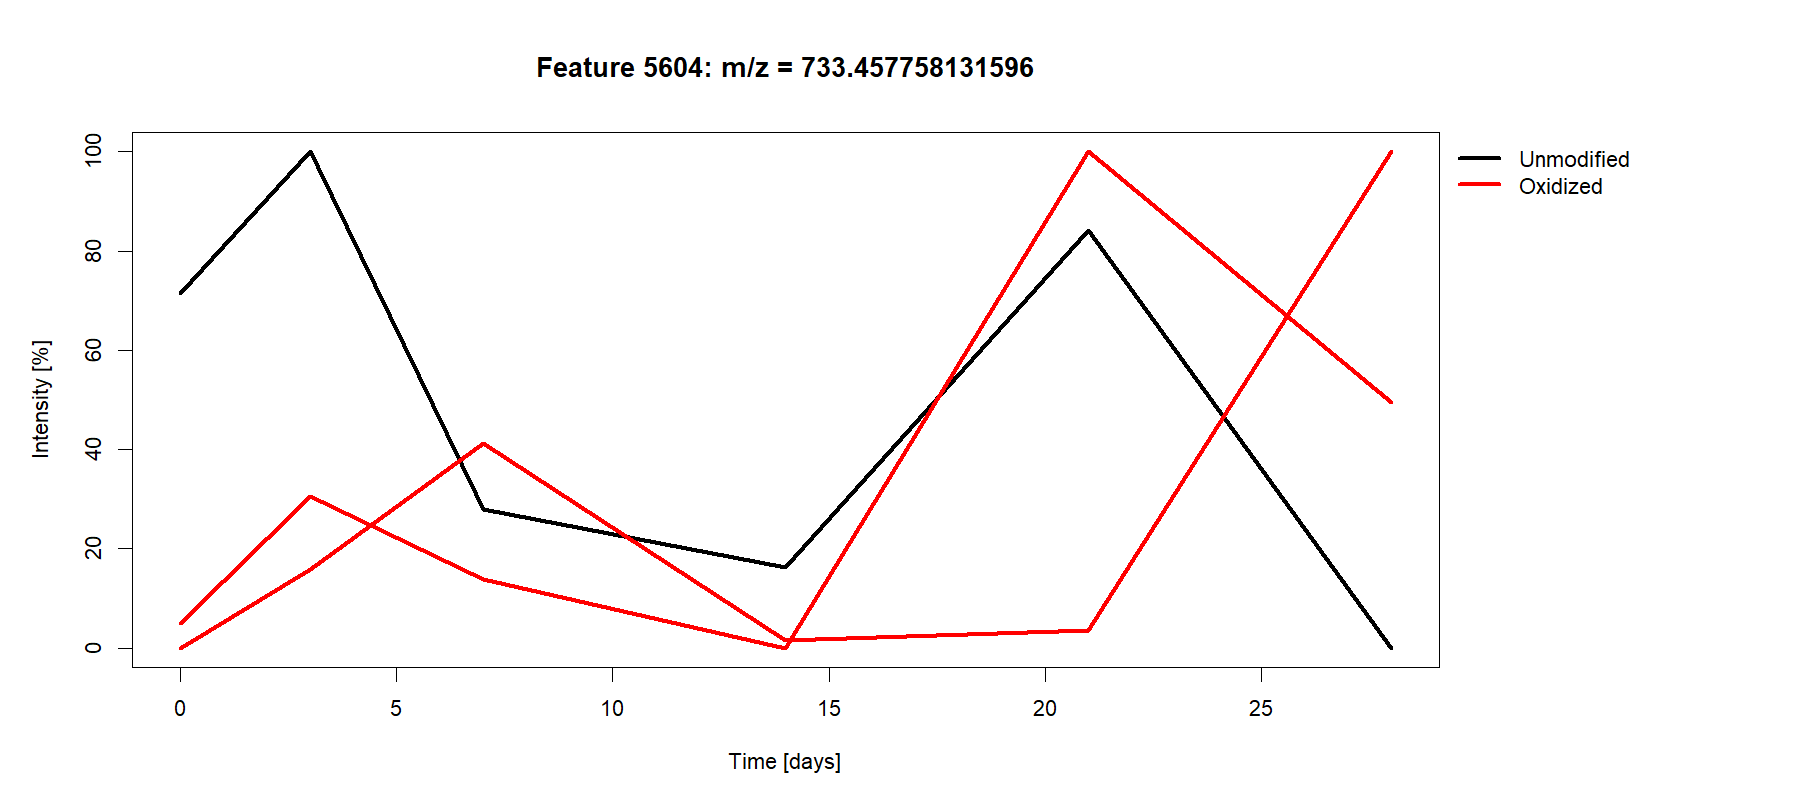 Feature 5604: m/z = 733.457758131596
Unmodified
Oxidized
Intensity [%]
100
80
60
40
20
0
0 5 10 15 20 25
Time [days]